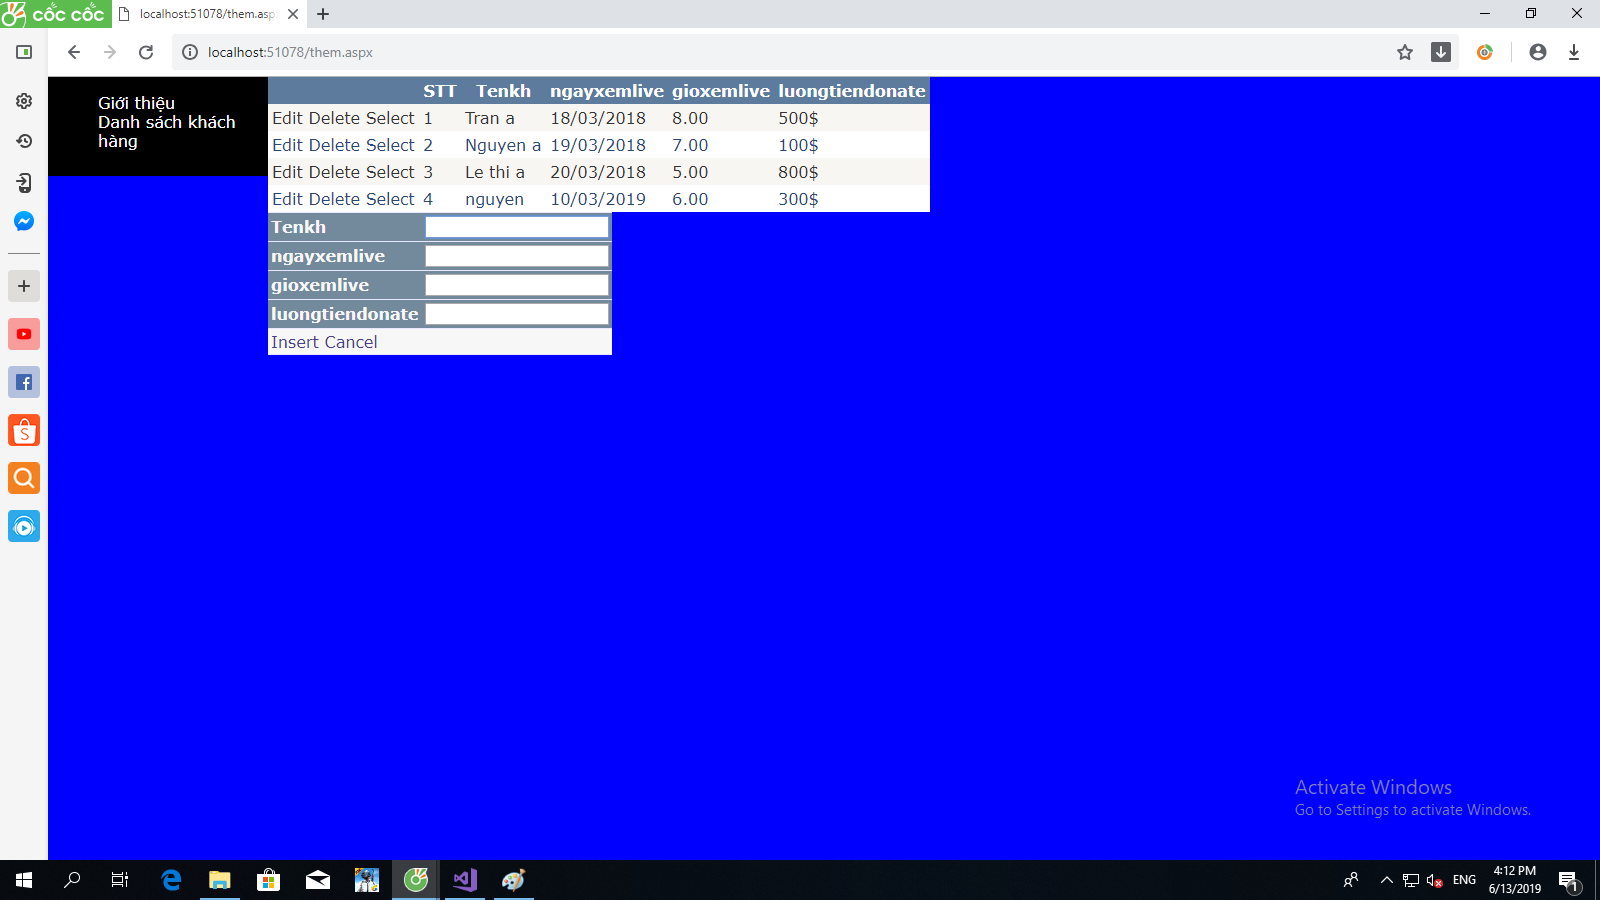 cốc cốc
localhost:51078/them.asp
localhost:51078/them.aspx
Giới thiệu
Danh sách khách
hàng
STT Tenkh ngayxemlive gioxemlive luongtiendonate
Edit Delete Select 1 Tran a 18/03/2018 8.00 500$
Edit Delete Select 2 Nguyen a 19/03/2018 7.00 100$
Edit Delete Select 3 Le thi a 20/03/2018 5.00 800$
Edit Delete Select 4 nguyen 10/03/2019 6.00 300$
Tenkh
ngayxemlive
gioxemlive
luongtiendonate
Insert Cancel
Activate Windows
Go to Settings to activate Windows.
ENG
4:12 PM
6/13/2019
1